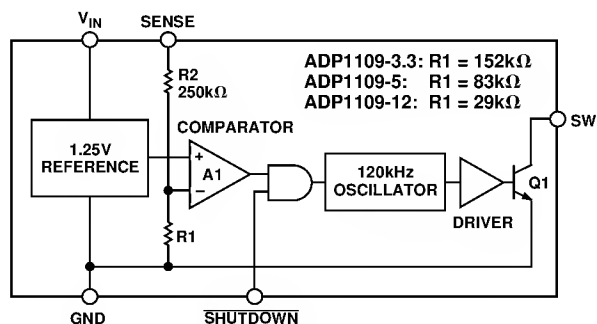 VIN
SENSE
R2
250kΩ
ADP1109-3.3: R1 = 152kΩ
ADP1109-5: R1 = 83kΩ
ADP1109-12: R1 = 29kΩ
COMPARATOR
SW
1.25V
REFERENCE
+
A1
−
120kHz
OSCILLATOR
Q1
DRIVER
R1
GND
SHUTDOWN